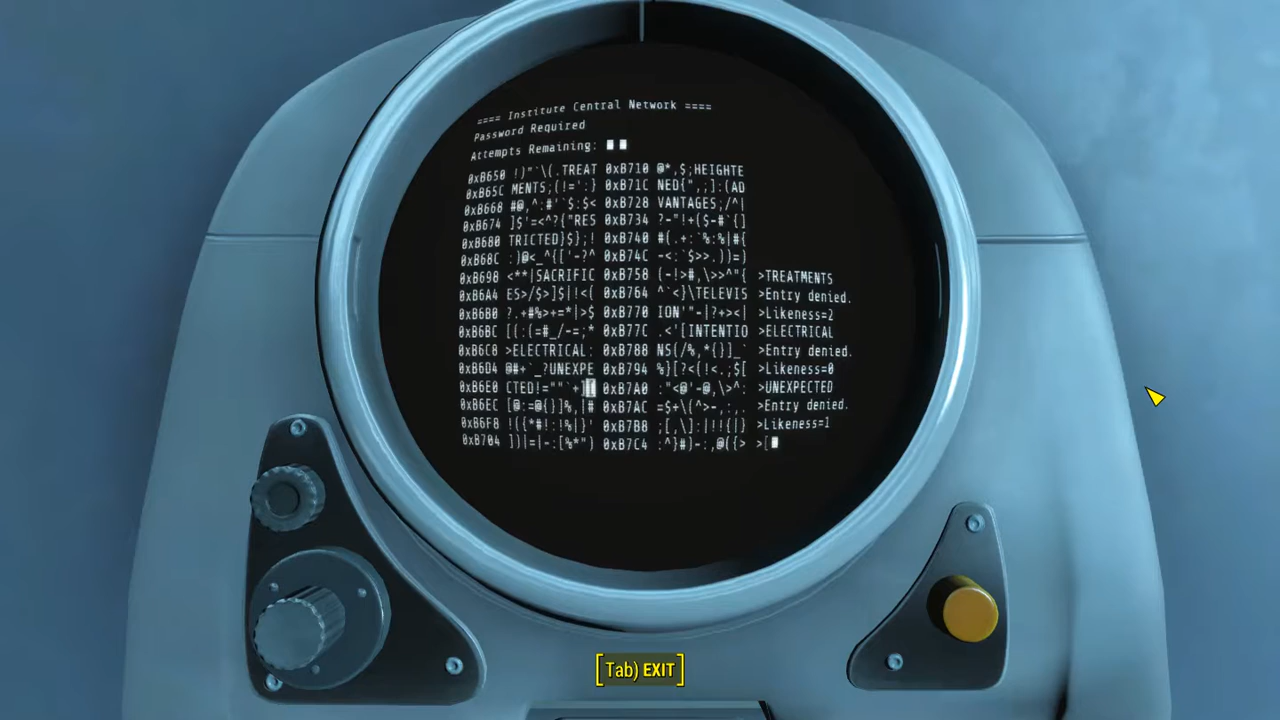 ==== Institute Central Network ====
Password Required
Attempts Remaining: ■ ■
0xB650 !)"`\(.TREAT 0xB710 @*,$;HEIGHTE
0xB65C MENTS;(!=':} 0xB71C NED{",;]:(AD
0xB668 #@,^:#'`$:$< 0xB728 VANTAGES;/^|
0xB674 ]$'=<^?{"RES 0xB734 ?-"!+($-#`{]
0xB680 TRICTED}$};! 0xB740 #(.+:`%:%|#{
0xB68C :)@<_^{['-?^ 0xB74C -<:`$>>.))=)
0xB698 <**|SACRIFIC 0xB758 (-!>#,\>>^"{ >TREATMENTS
0xB6A4 ES>/$>]$|!<{ 0xB764 ^`<}\TELEVIS >Entry denied.
0xB6B0 ?.+#%>+=*|>$ 0xB770 ION'"-|?+><| >Likeness=2
0xB6BC [(:(=#_/-=;* 0xB77C .<'[INTENTIO >ELECTRICAL
0xB6C8 >ELECTRICAL: 0xB788 NS(/%,*{}]_` >Entry denied.
0xB6D4 @#+`_?UNEXPE 0xB794 %}[?<(!<.;$[ >Likeness=0
0xB6E0 CTED!=""`+][ 0xB7A0 :"<@'-@,\>^: >UNEXPECTED
0xB6EC [@:=@{}]%,|# 0xB7AC =$+\(^>-,:,. >Entry denied.
0xB6F8 !({*#!:!%|}' 0xB7B8 ;[,\]:|!!{|} >Likeness=1
0xB704 ])|=|-:[%*") 0xB7C4 :^}#)-:,@({> >[■
[Tab) EXIT]